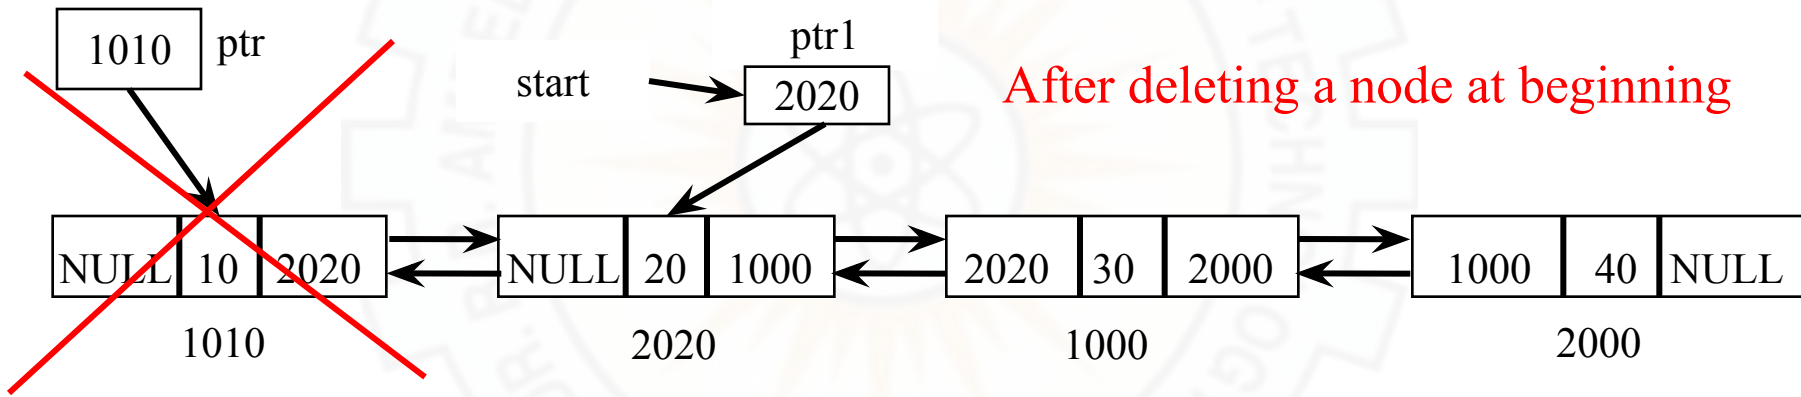 1010 ptr
start
ptr1
2020
After deleting a node at beginning
NULL 10 2020
NULL 20 1000
2020 30 2000
1000 40 NULL
1010
2020
1000
2000